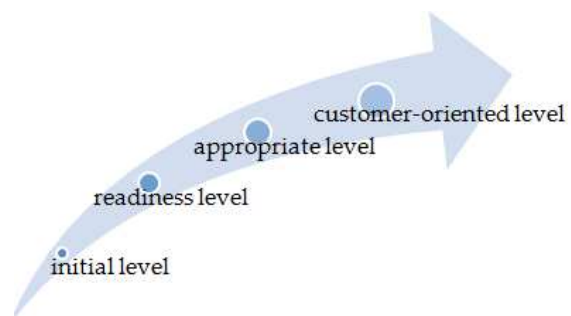 customer-oriented level
appropriate level
readiness level
initial level